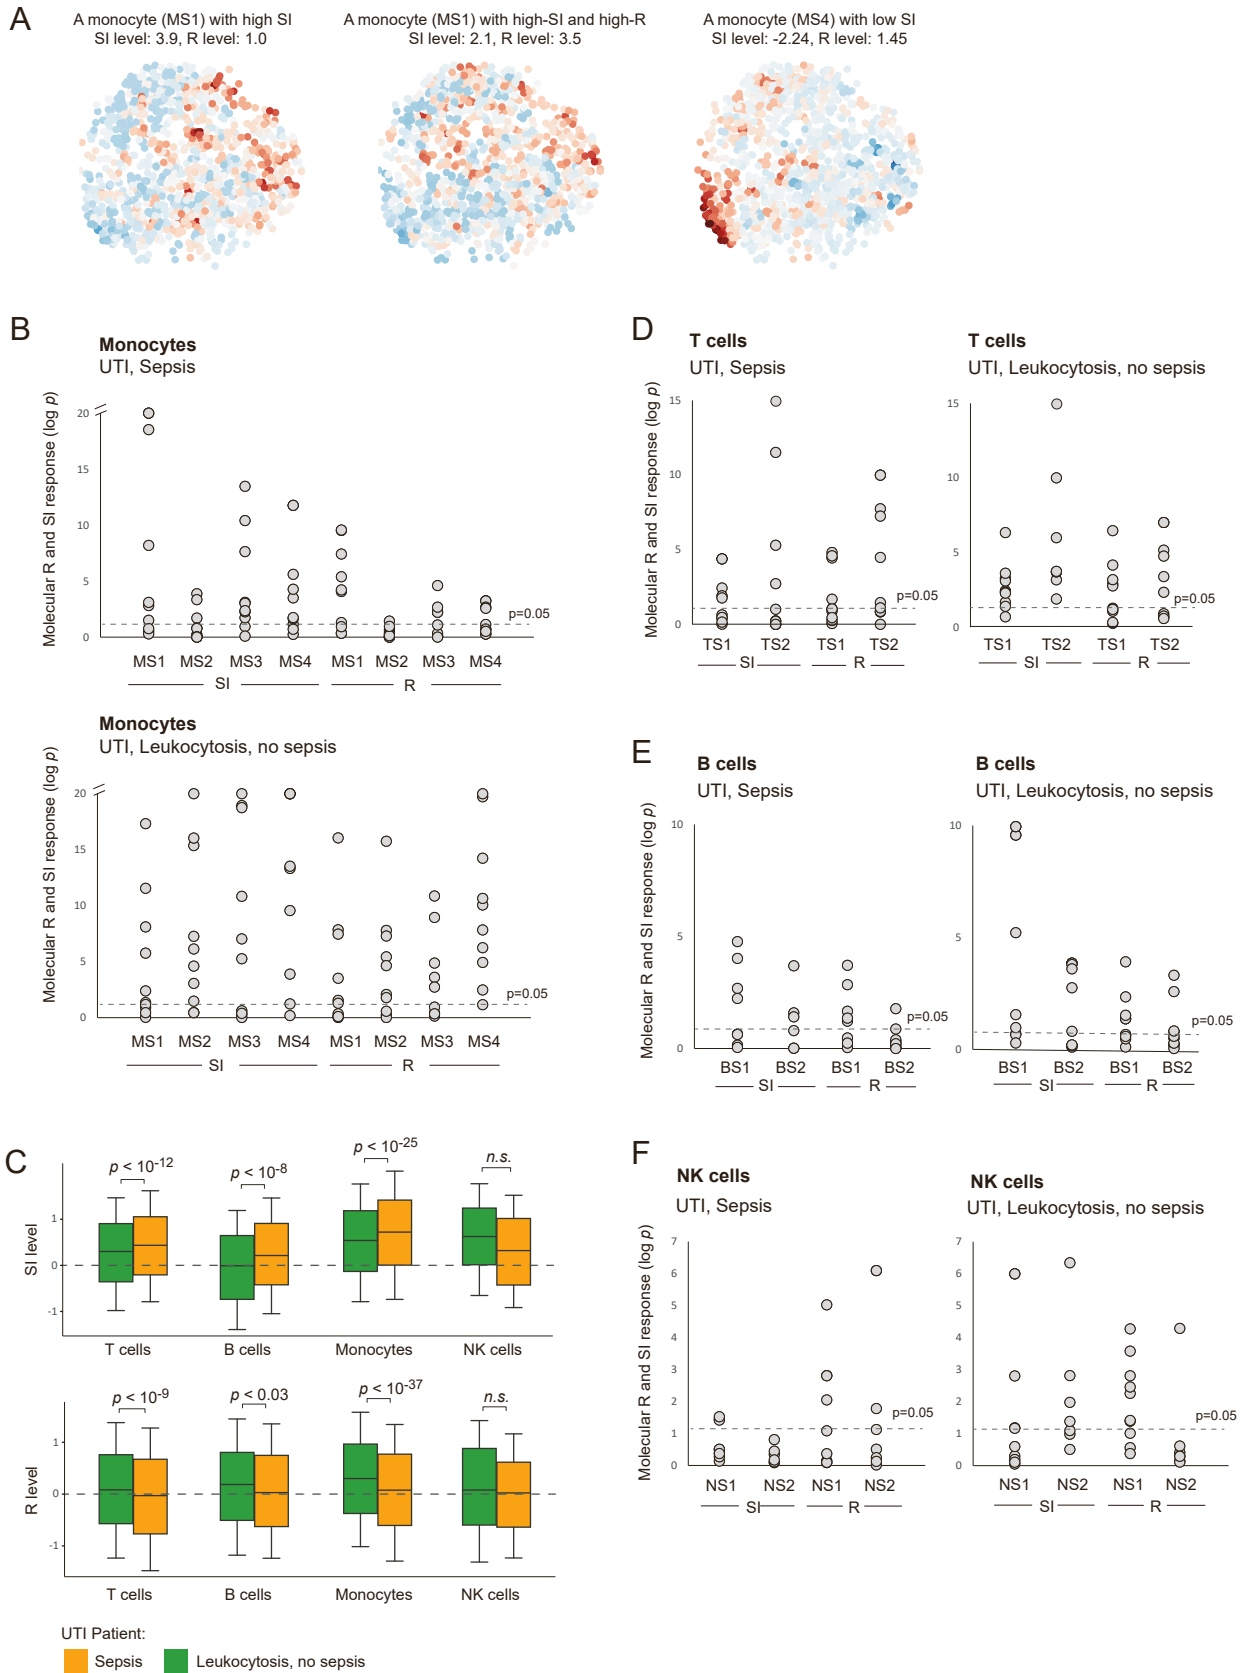 A
A monocyte (MS1) with high SI
SI level: 3.9, R level: 1.0
A monocyte (MS1) with high-SI and high-R
SI level: 2.1, R level: 3.5
A monocyte (MS4) with low SI
SI level: -2.24, R level: 1.45
B
Monocytes
UTI, Sepsis
Molecular R and SI response (log p)
20
15
10
5
0
p=0.05
MS1 MS2 MS3 MS4 MS1 MS2 MS3 MS4
SI R
Monocytes
UTI, Leukocytosis, no sepsis
Molecular R and SI response (log p)
20
15
10
5
0
p=0.05
MS1 MS2 MS3 MS4 MS1 MS2 MS3 MS4
SI R
C
p < 10-12 p < 10-8 p < 10-25 n.s.
SI level
1
0
-1
T cells B cells Monocytes NK cells
p < 10-9 p < 0.03 p < 10-37 n.s.
R level
1
0
-1
T cells B cells Monocytes NK cells
UTI Patient:
Sepsis Leukocytosis, no sepsis
D
T cells
UTI, Sepsis
Molecular R and SI response (log p)
15
10
5
0
p=0.05
TS1 TS2 TS1 TS2
SI R
T cells
UTI, Leukocytosis, no sepsis
15
10
5
0
p=0.05
TS1 TS2 TS1 TS2
SI R
E
B cells
UTI, Sepsis
Molecular R and SI response (log p)
10
5
0
p=0.05
BS1 BS2 BS1 BS2
SI R
B cells
UTI, Leukocytosis, no sepsis
10
5
0
p=0.05
BS1 BS2 BS1 BS2
SI R
F
NK cells
UTI, Sepsis
Molecular R and SI response (log p)
7
6
5
4
3
2
1
0
p=0.05
NS1 NS2 NS1 NS2
SI R
NK cells
UTI, Leukocytosis, no sepsis
7
6
5
4
3
2
1
0
p=0.05
NS1 NS2 NS1 NS2
SI R